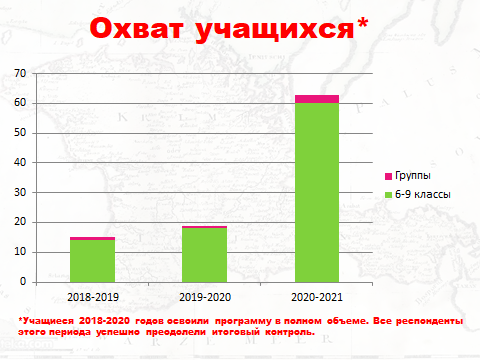 Охват учащихся*
70
60
50
40
30
20
10
0
2018-2019 2019-2020 2020-2021
Группы
6-9 классы
*Учащиеся 2018-2020 годов освоили программу в полном объеме. Все респонденты
этого периода успешно преодолели итоговый контроль.